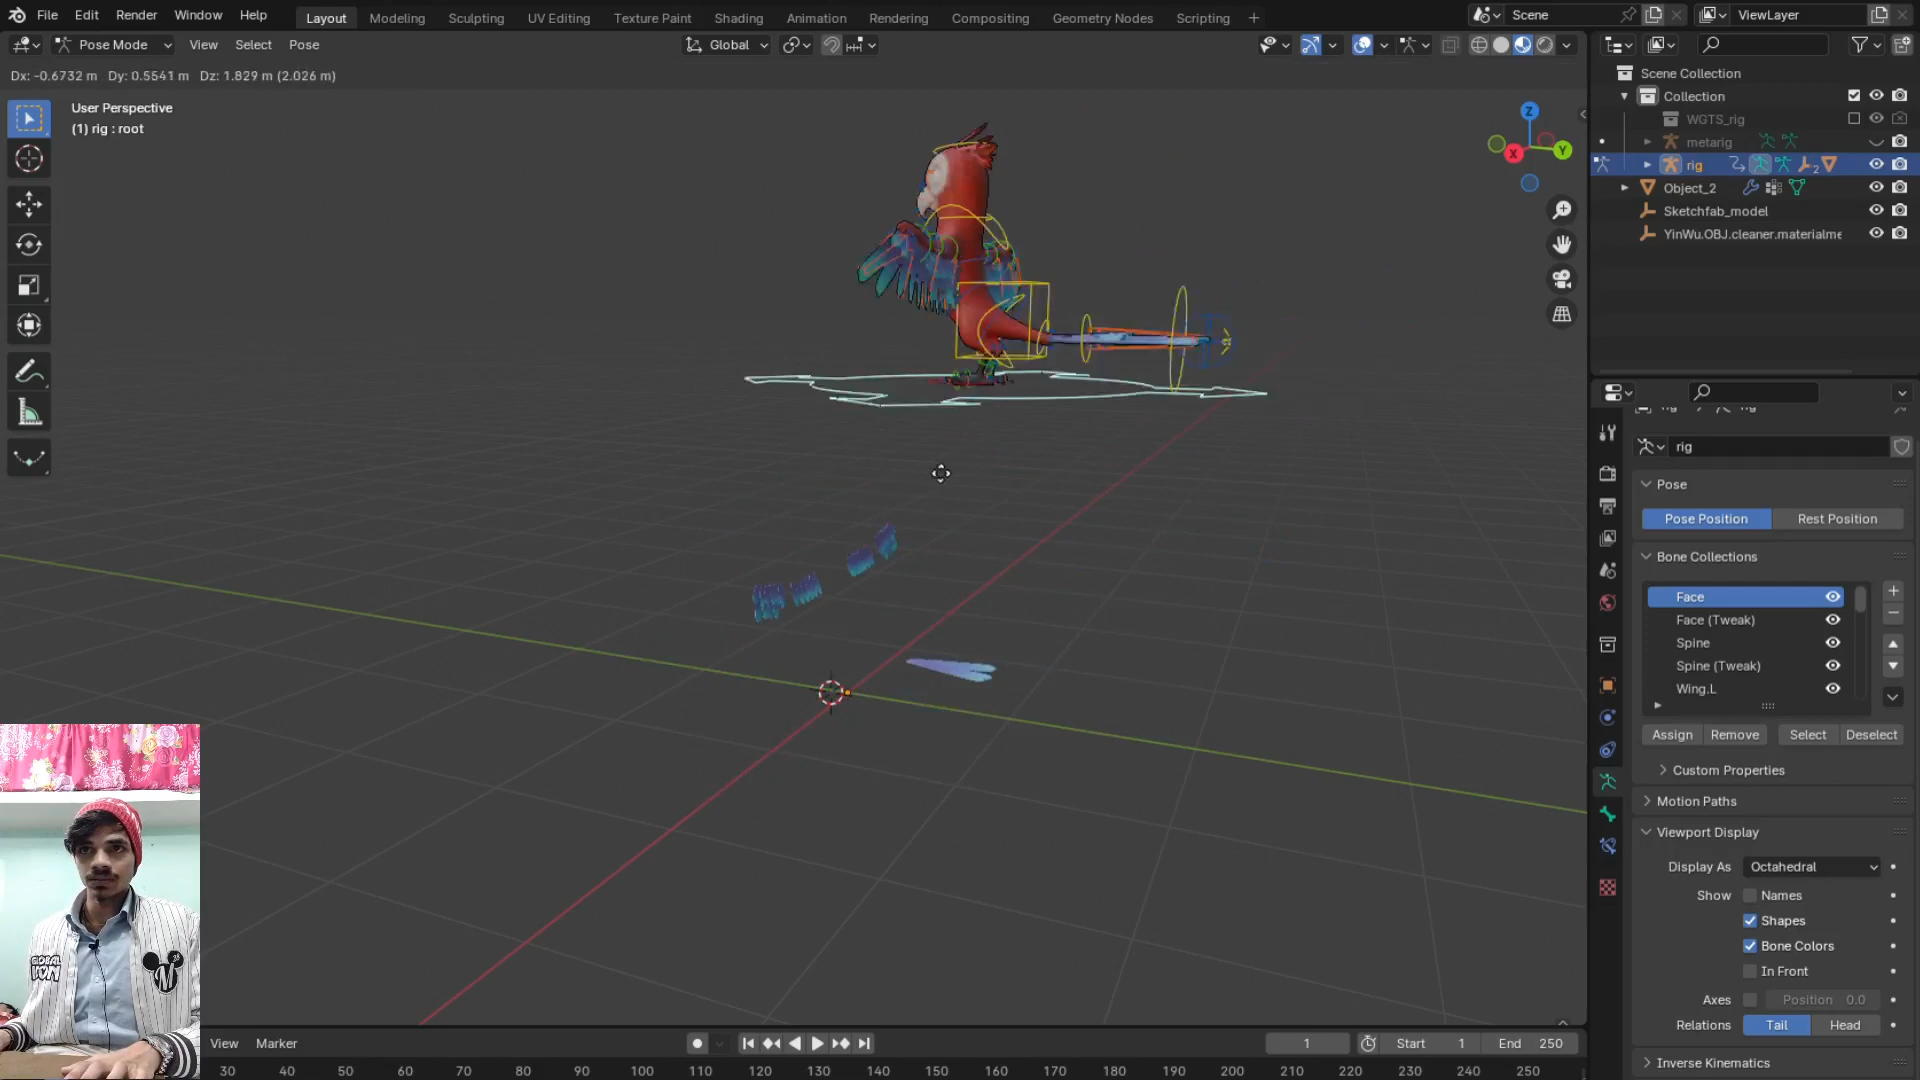 File Edit Render Window Help Layout Modeling Sculpting UV Editing Texture Paint Shading Animation Rendering Compositing Geometry Nodes Scripting Scene ViewLayer
Pose Mode View Select Pose Global
Dx: -0.6732 m Dy: 0.5541 m Dz: 1.829 m (2.026 m)
Scene Collection
User Perspective
(1) rig : root
Collection
WGTS_rig
metarig
rig
2
Object_2
Sketchfab_model
YinWu.OBJ.cleaner.materialme
Z
X
Y
rig
Pose
Pose Position Rest Position
Bone Collections
Face
Face (Tweak)
Spine
Spine (Tweak)
Wing.L
Assign Remove Select Deselect
Custom Properties
Motion Paths
Viewport Display
Display As Octahedral
Show Names
Shapes
Bone Colors
In Front
Axes Position 0.0
Relations Tail Head
Inverse Kinematics
View Marker 1 Start 1 End 250
30 40 50 60 70 80 90 100 110 120 130 140 150 160 170 180 190 200 210 220 230 240 250
GLOBAL
M